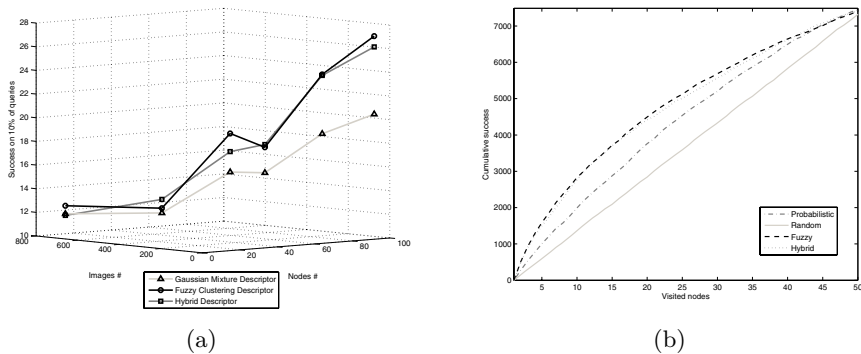 28
26
24
22
20
18
16
14
12
10
Success on 10% of queries
800
600
400
200
0
Images #
0
20
40
60
80
100
Nodes #
Gaussian Mixture Descriptor
Fuzzy Clustering Descriptor
Hybrid Descriptor
(a)
7000
6000
5000
4000
3000
2000
1000
0
Cumulative success
5
10
15
20
25
30
35
40
45
50
Visited nodes
Probabilistic
Random
Fuzzy
Hybrid
(b)